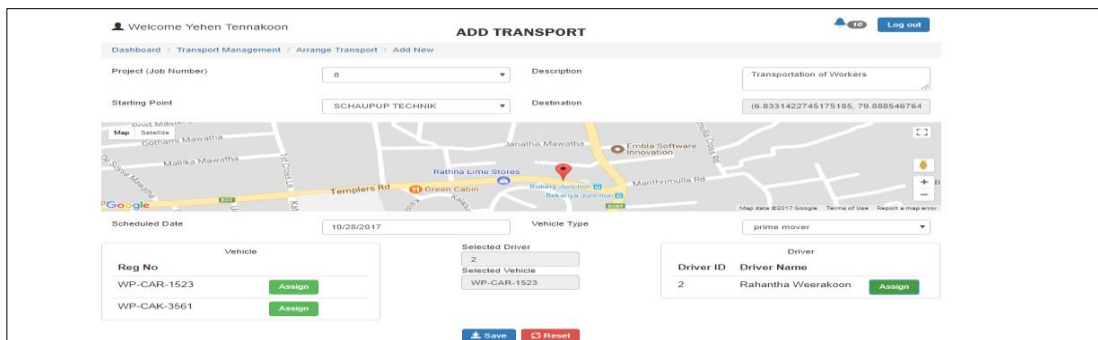 Welcome Yehen Tennakoon
ADD TRANSPORT
10
Log out
Dashboard / Transport Management / Arrange Transport / Add New
Project (Job Number)
8
Description
Transportation of Workers
Starting Point
SCHAUPUP TECHNIK
Destination
(6.8331422745175185, 79.888546764
Map
Satellite
Gothami Mawatha
Mallika Mawatha
Janatha Mawatha
Embla Software Innovation
Rathna Lime Stores
Templers Rd
Green Cabin
Bakery Junction
Bekariya Junction
Manthrimulla Rd
Google
Map data ©2017 Google Terms of Use Report a map error
Scheduled Date
10/28/2017
Vehicle Type
prime mover
Vehicle
Reg No
WP-CAR-1523 Assign
WP-CAK-3561 Assign
Selected Driver
2
Selected Vehicle
WP-CAR-1523
Driver
Driver ID Driver Name
2 Rahantha Weerakoon Assign
Save
Reset